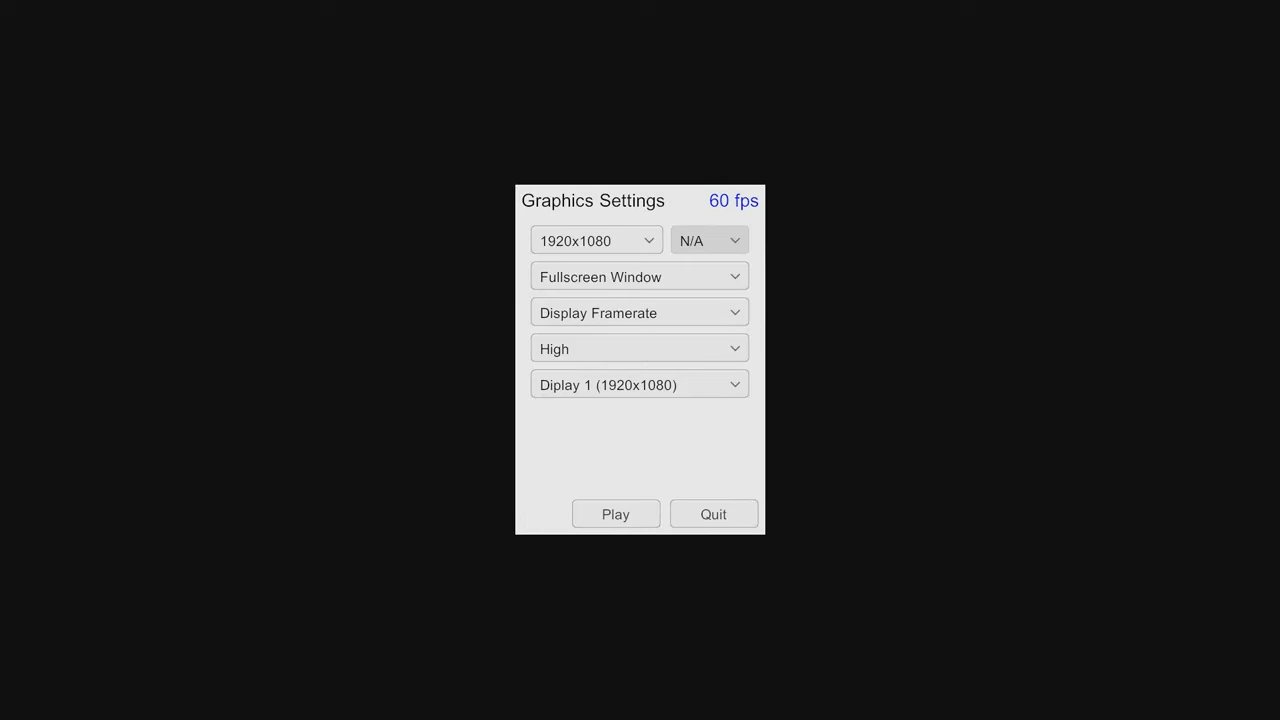 Graphics Settings 60 fps
1920x1080 N/A
Fullscreen Window
Display Framerate
High
Diplay 1 (1920x1080)
Play Quit